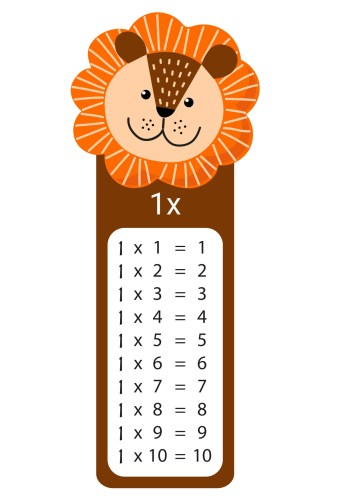 1x
1 x 1 = 1
1 x 2 = 2
1 x 3 = 3
1 x 4 = 4
1 x 5 = 5
1 x 6 = 6
1 x 7 = 7
1 x 8 = 8
1 x 9 = 9
1 x 10 = 10